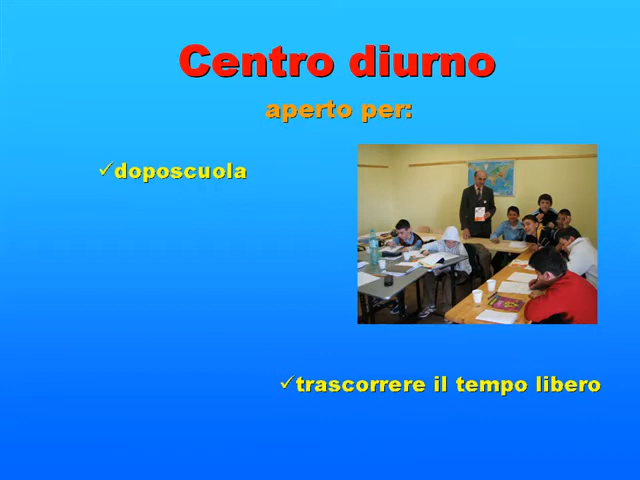 Centro diurno
aperto per:
✓doposcuola
✓trascorrere il tempo libero